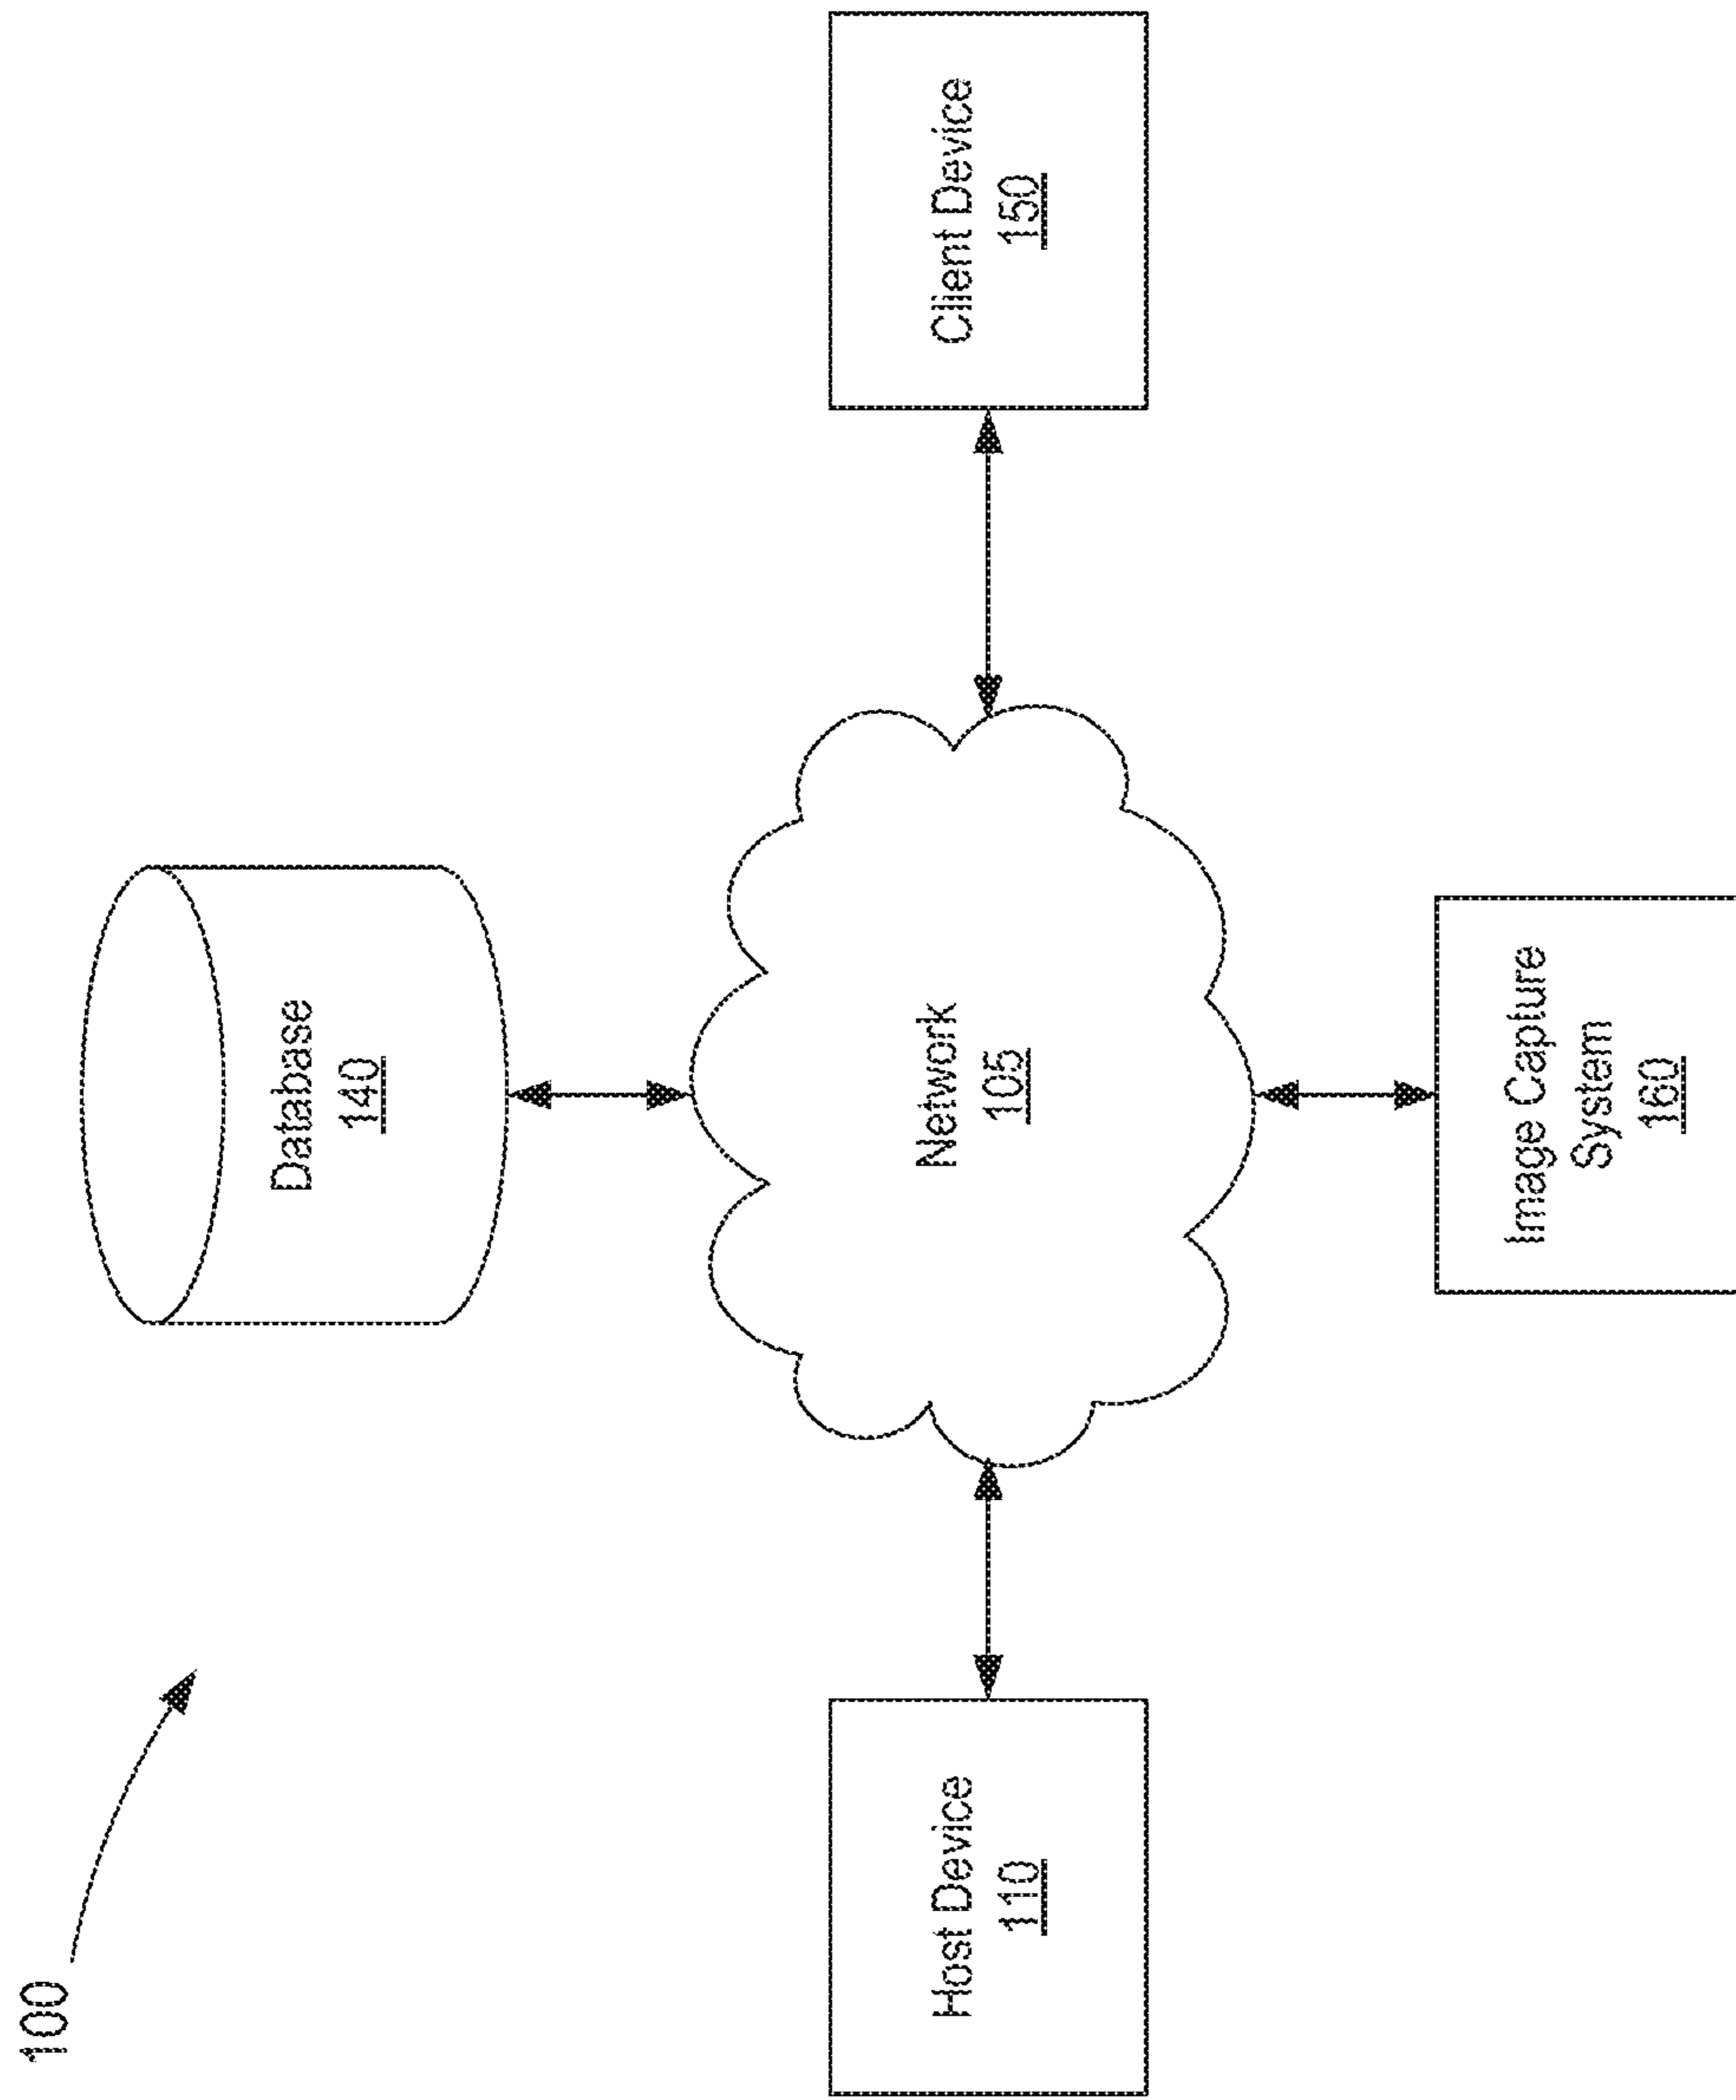 100
Database
140
Host Device
110
Network
105
Client Device
150
Image Capture
System
160